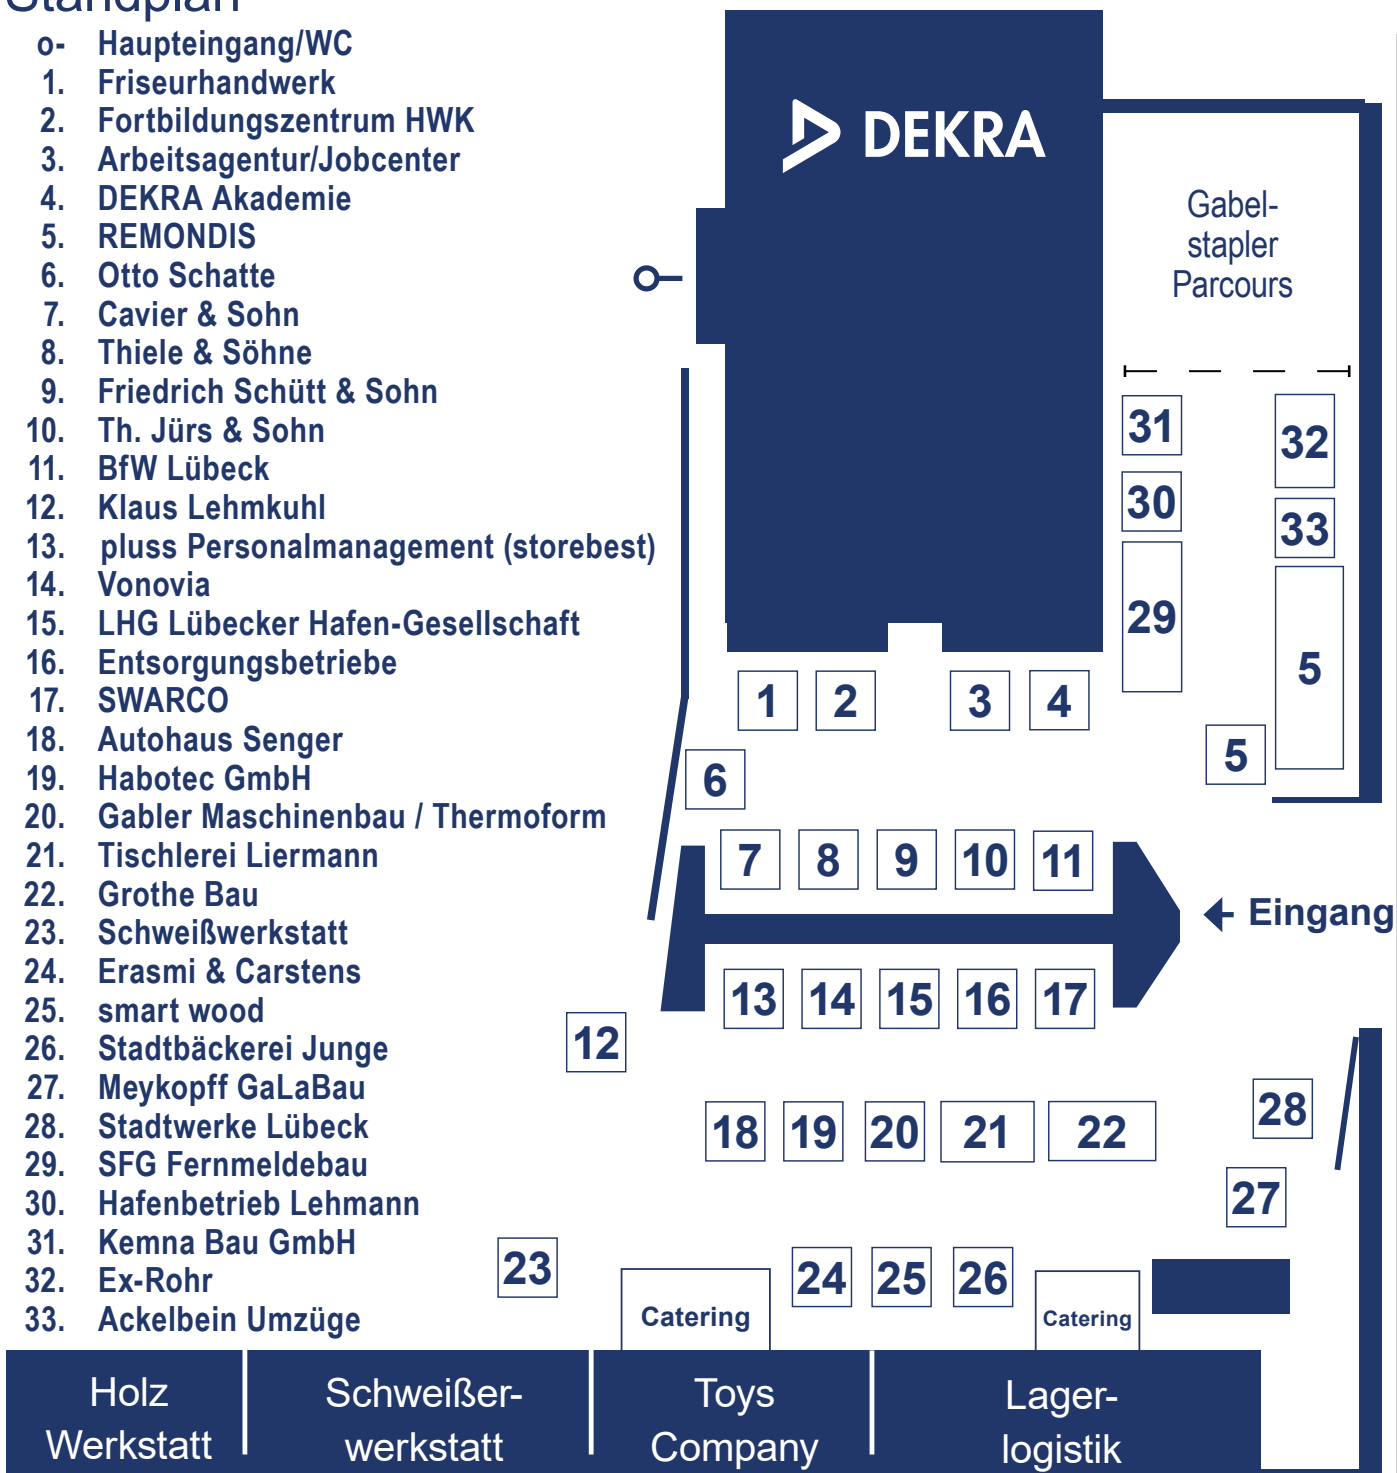 Standplan
o- Haupteingang/WC
1. Friseurhandwerk
2. Fortbildungszentrum HWK
3. Arbeitsagentur/Jobcenter
4. DEKRA Akademie
5. REMONDIS
6. Otto Schatte
7. Cavier & Sohn
8. Thiele & Söhne
9. Friedrich Schütt & Sohn
10. Th. Jürs & Sohn
11. BfW Lübeck
12. Klaus Lehmkuhl
13. pluss Personalmanagement (storebest)
14. Vonovia
15. LHG Lübecker Hafen-Gesellschaft
16. Entsorgungsbetriebe
17. SWARCO
18. Autohaus Senger
19. Habotec GmbH
20. Gabler Maschinenbau / Thermoform
21. Tischlerei Liermann
22. Grothe Bau
23. Schweißwerkstatt
24. Erasmi & Carstens
25. smart wood
26. Stadtbäckerei Junge
27. Meykopff GaLaBau
28. Stadtwerke Lübeck
29. SFG Fernmeldebau
30. Hafenbetrieb Lehmann
31. Kemna Bau GmbH
32. Ex-Rohr
33. Ackelbein Umzüge
DEKRA
Gabel-
stapler
Parcours
31
32
30
33
29
5
1 2 3 4
5
6
7 8 9 10 11
Eingang
13 14 15 16 17
12
28
18 19 20 21 22
27
23
24 25 26
Catering
Catering
Holz
Werkstatt
Schweißer-
werkstatt
Toys
Company
Lager-
logistik